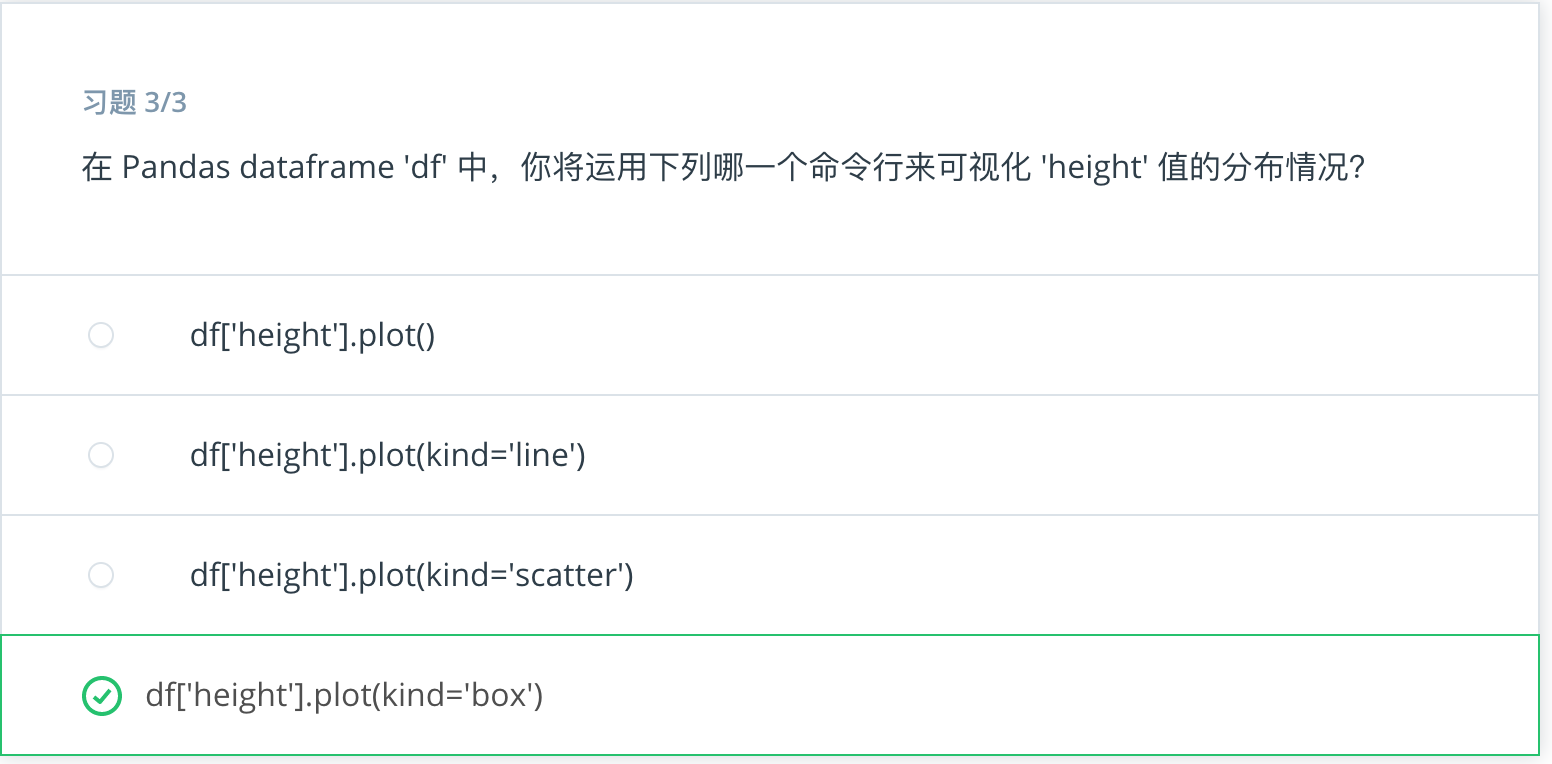 习题 3/3
在 Pandas dataframe 'df' 中，你将运用下列哪一个命令行来可视化 'height' 值的分布情况？
df['height'].plot()
df['height'].plot(kind='line')
df['height'].plot(kind='scatter')
df['height'].plot(kind='box')